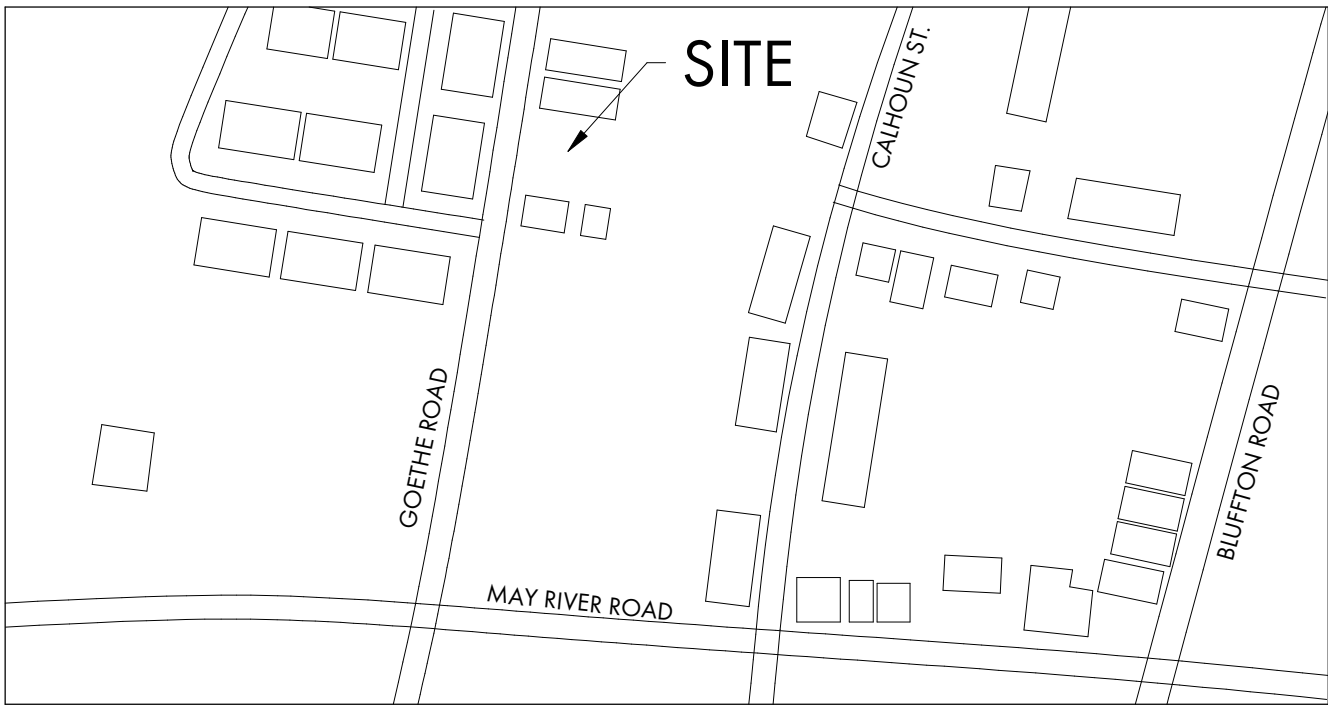 SITE
CALHOUN ST.
GOETHE ROAD
BLUFFTON ROAD
MAY RIVER ROAD